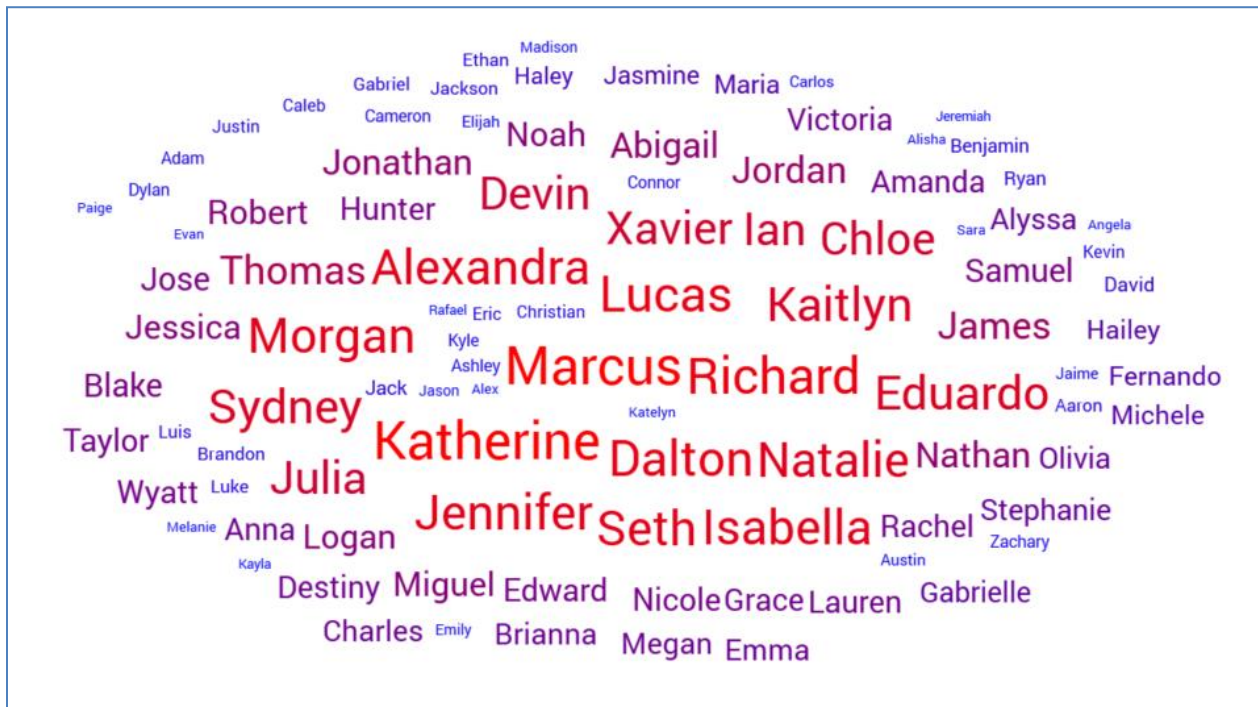 Madison
Ethan
Haley Jasmine Maria Carlos
Gabriel Jackson
Caleb Cameron Elijah Noah Abigail Victoria Jeremiah
Justin Alisha Benjamin
Adam Jonathan Devin Connor Jordan Amanda Ryan
Dylan
Paige Robert Hunter Xavier Ian Chloe Sara Alyssa Angela
Evan Kevin
Jose Thomas Alexandra Lucas Kaitlyn Samuel David
Rafael Eric Christian
Jessica Morgan Kyle James Hailey
Ashley Marcus Richard Eduardo Jaime Fernando
Blake Sydney Jack Jason Alex Katelyn Aaron Michele
Taylor Luis Katherine Dalton Natalie Nathan Olivia
Brandon
Wyatt Luke Julia
Melanie Anna Logan Jennifer Seth Isabella Rachel Stephanie
Zachary
Kayla Austin
Destiny Miguel Edward Nicole Grace Lauren Gabrielle
Charles Emily Brianna Megan Emma